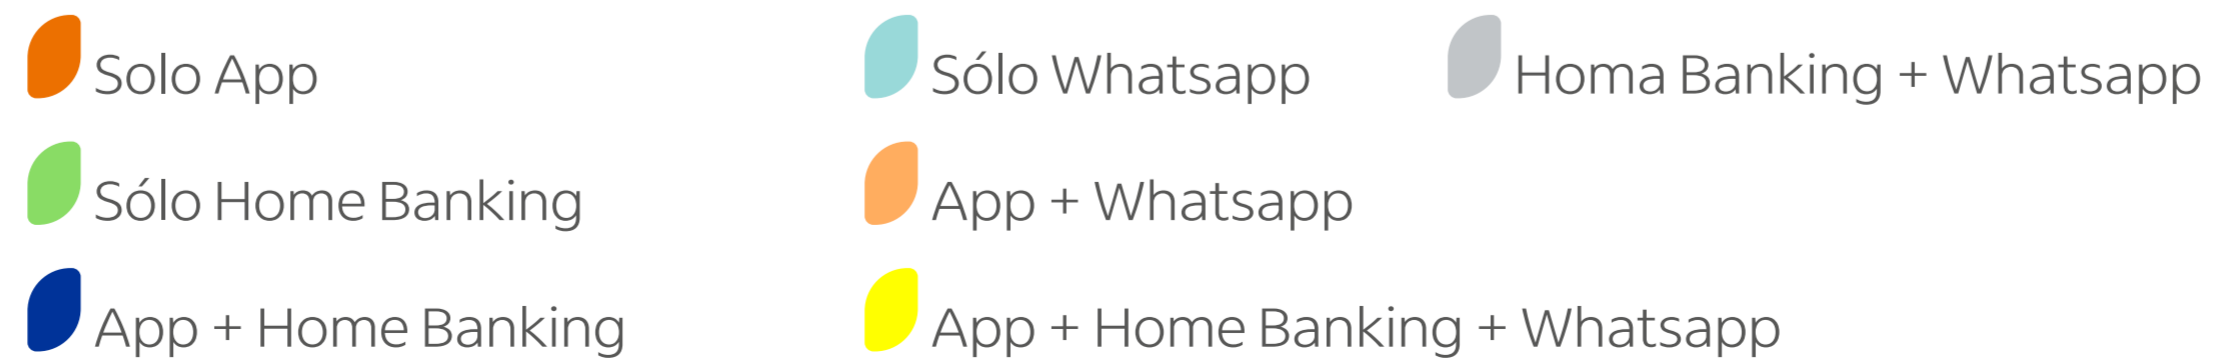 Solo App
Sólo Whatsapp
Homa Banking + Whatsapp
Sólo Home Banking
App + Whatsapp
App + Home Banking
App + Home Banking + Whatsapp